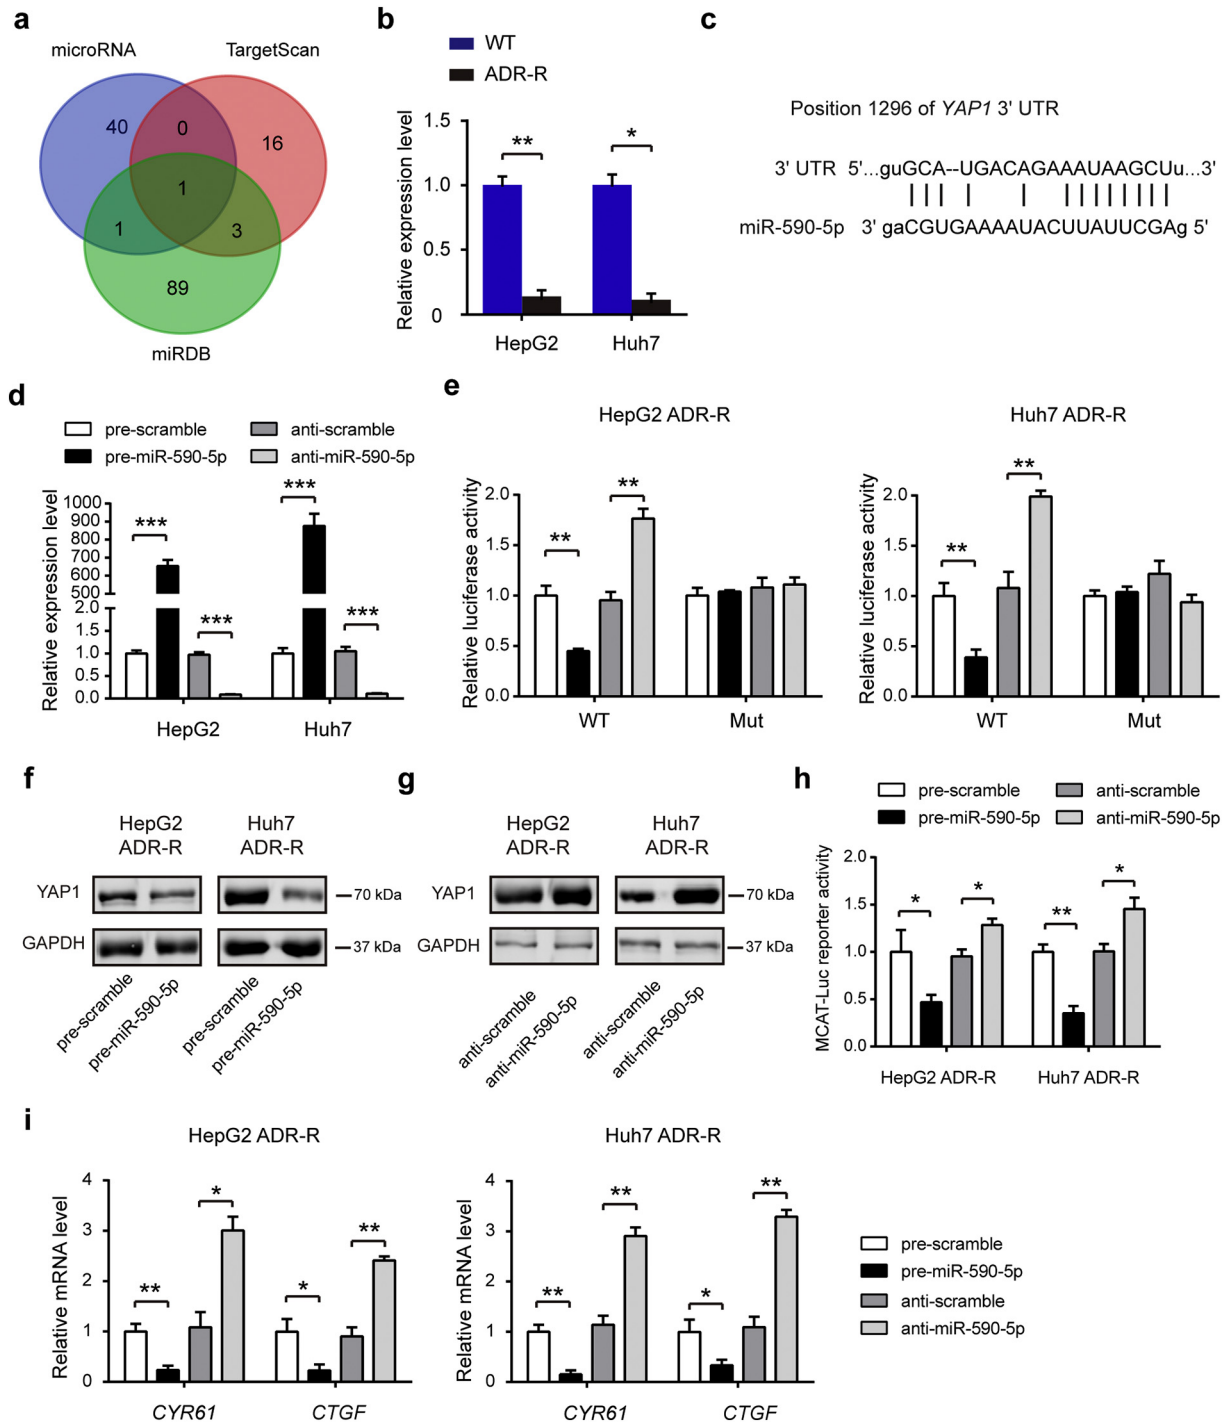 a
microRNA
TargetScan
40
0
16
1
1
3
89
miRDB
b
WT
ADR-R
Relative expression level
1.5
1.0
0.5
0
**
*
HepG2
Huh7
c
Position 1296 of YAP1 3' UTR
3' UTR 5'...guGCA--UGACAGAAAUAAGCUu...3'
miR-590-5p 3' gaCGUGAAAAUACUUAUUCGAg 5'
d
pre-scramble
anti-scramble
pre-miR-590-5p
anti-miR-590-5p
Relative expression level
1000
900
800
700
600
500
2.0
1.5
1.0
0.5
0.0
***
***
***
***
HepG2
Huh7
e
HepG2 ADR-R
Relative luciferase activity
2.0
1.5
1.0
0.5
0.0
**
**
WT
Mut
Huh7 ADR-R
Relative luciferase activity
2.0
1.5
1.0
0.5
0.0
**
**
WT
Mut
f
HepG2 ADR-R
Huh7 ADR-R
YAP1
70 kDa
GAPDH
37 kDa
pre-scramble
pre-miR-590-5p
pre-scramble
pre-miR-590-5p
g
HepG2 ADR-R
Huh7 ADR-R
YAP1
70 kDa
GAPDH
37 kDa
anti-scramble
anti-miR-590-5p
anti-scramble
anti-miR-590-5p
h
pre-scramble
anti-scramble
pre-miR-590-5p
anti-miR-590-5p
MCAT-Luc reporter activity
2.0
1.5
1.0
0.5
0.0
*
*
**
*
HepG2 ADR-R
Huh7 ADR-R
i
HepG2 ADR-R
Relative mRNA level
4
3
2
1
0
**
*
*
**
CYR61
CTGF
Huh7 ADR-R
Relative mRNA level
4
3
2
1
0
**
**
*
**
CYR61
CTGF
pre-scramble
pre-miR-590-5p
anti-scramble
anti-miR-590-5p